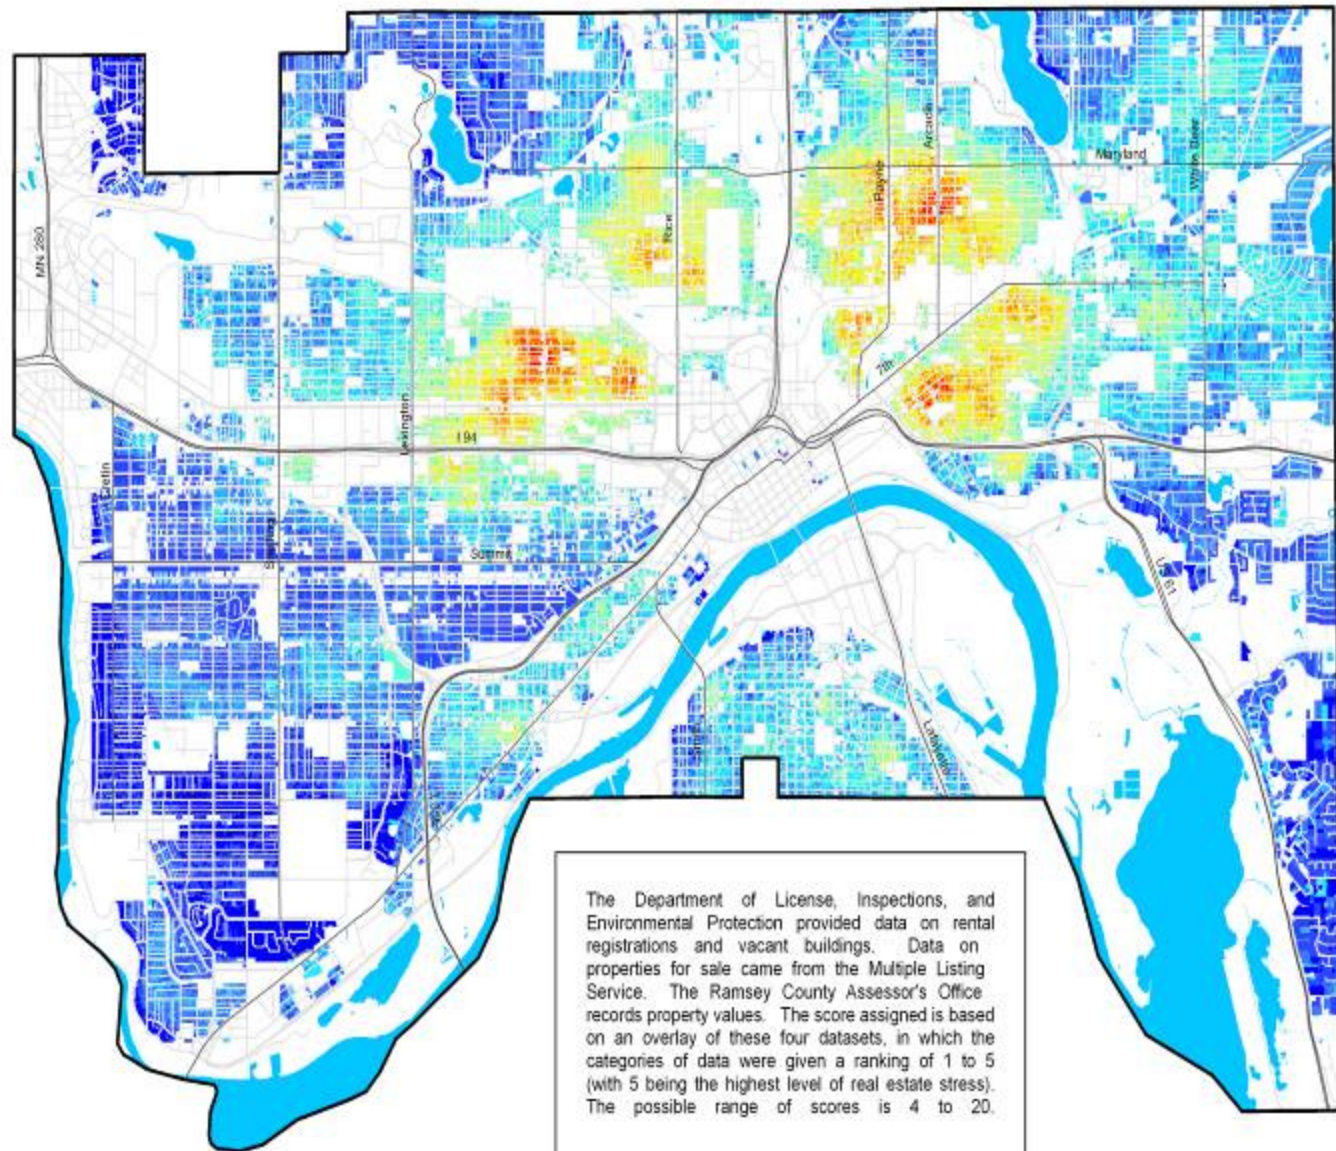 Arcade
Maryland
White Bear
Payne
Rice
MN 280
7th
Lexington
I 94
Cretin
Snelling
Summit
US 61
Smith
Lafayette
The Department of License, Inspections, and
Environmental Protection provided data on rental
registrations and vacant buildings. Data on
properties for sale came from the Multiple Listing
Service. The Ramsey County Assessor's Office
records property values. The score assigned is based
on an overlay of these four datasets, in which the
categories of data were given a ranking of 1 to 5
(with 5 being the highest level of real estate stress).
The possible range of scores is 4 to 20.